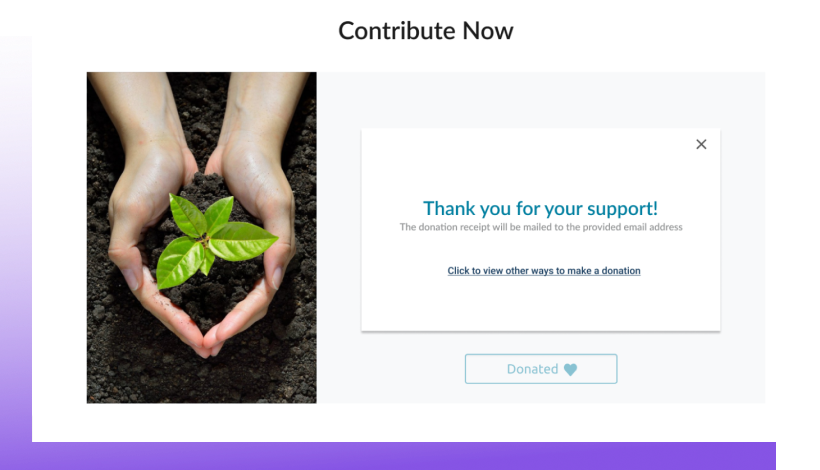 Contribute Now
Thank you for your support!
The donation receipt will be mailed to the provided email address
Click to view other ways to make a donation
Donated